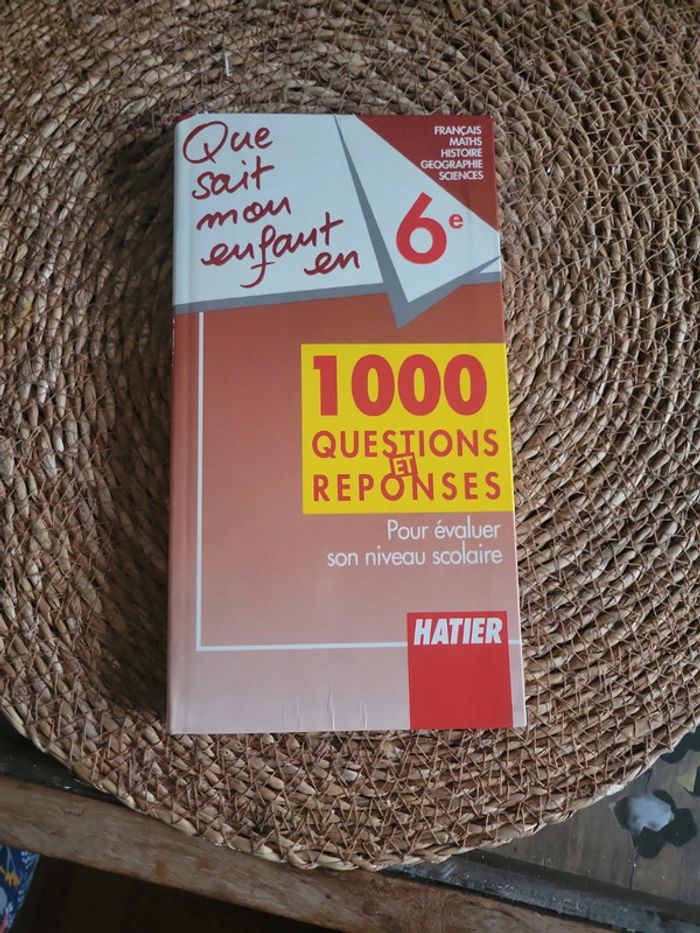 Que
sait
mon
enfant en
6e
FRANÇAIS
MATHS
HISTOIRE
GEOGRAPHIE
SCIENCES
1000
QUESTIONS
ET
REPONSES
Pour évaluer
son niveau scolaire
HATIER